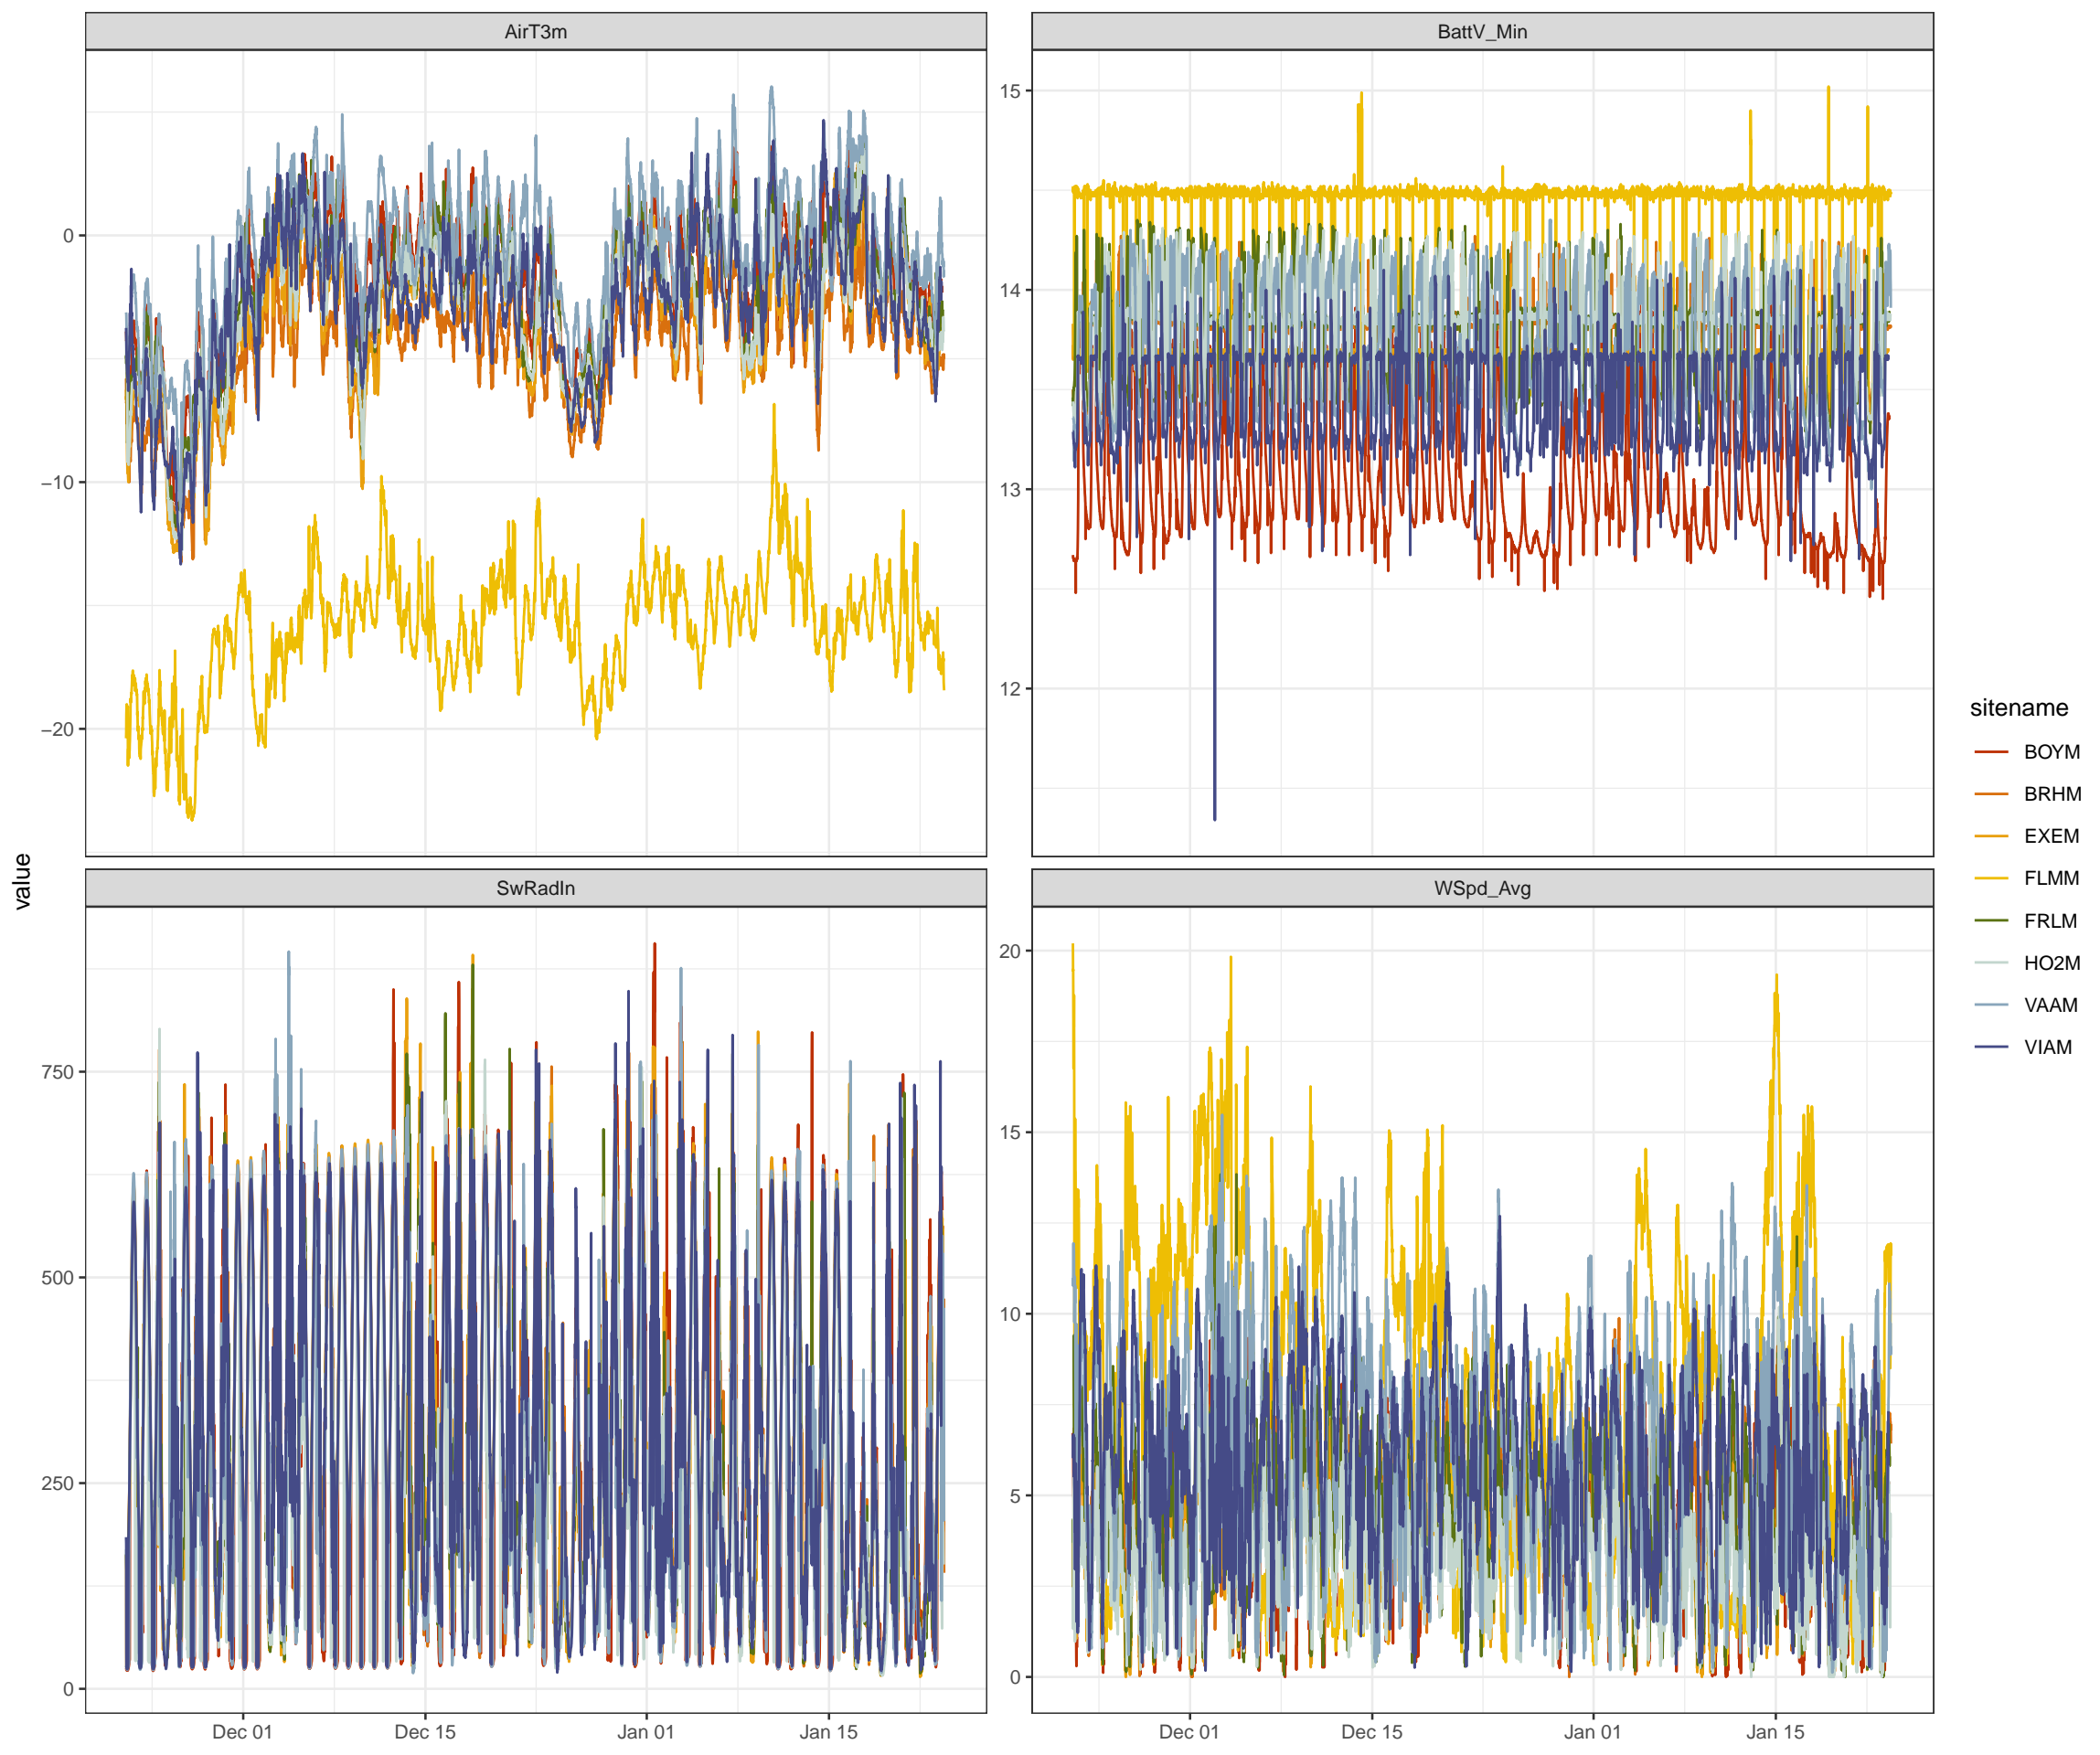 AirT3m
BattV_Min
0
−10
−20
15
14
13
12
SwRadIn
WSpd_Avg
750
500
250
0
20
15
10
5
0
Dec 01
Dec 15
Jan 01
Jan 15
Dec 01
Dec 15
Jan 01
Jan 15
value
sitename
BOYM
BRHM
EXEM
FLMM
FRLM
HO2M
VAAM
VIAM